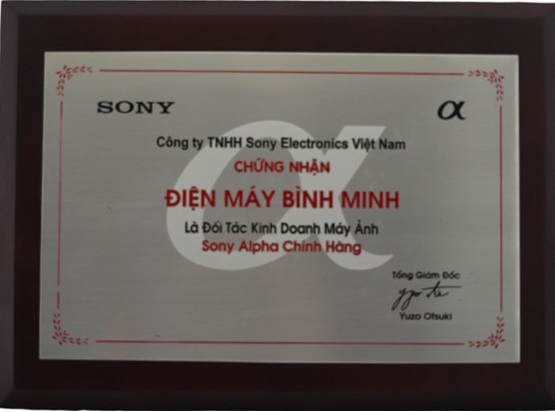 SONY α
Công ty TNHH Sony Electronics Việt Nam
CHỨNG NHẬN
ĐIỆN MÁY BÌNH MINH
Là Đối Tác Kinh Doanh Máy Ảnh
Sony Alpha Chính Hãng
Tổng Giám Đốc
Yuzo Otsuki